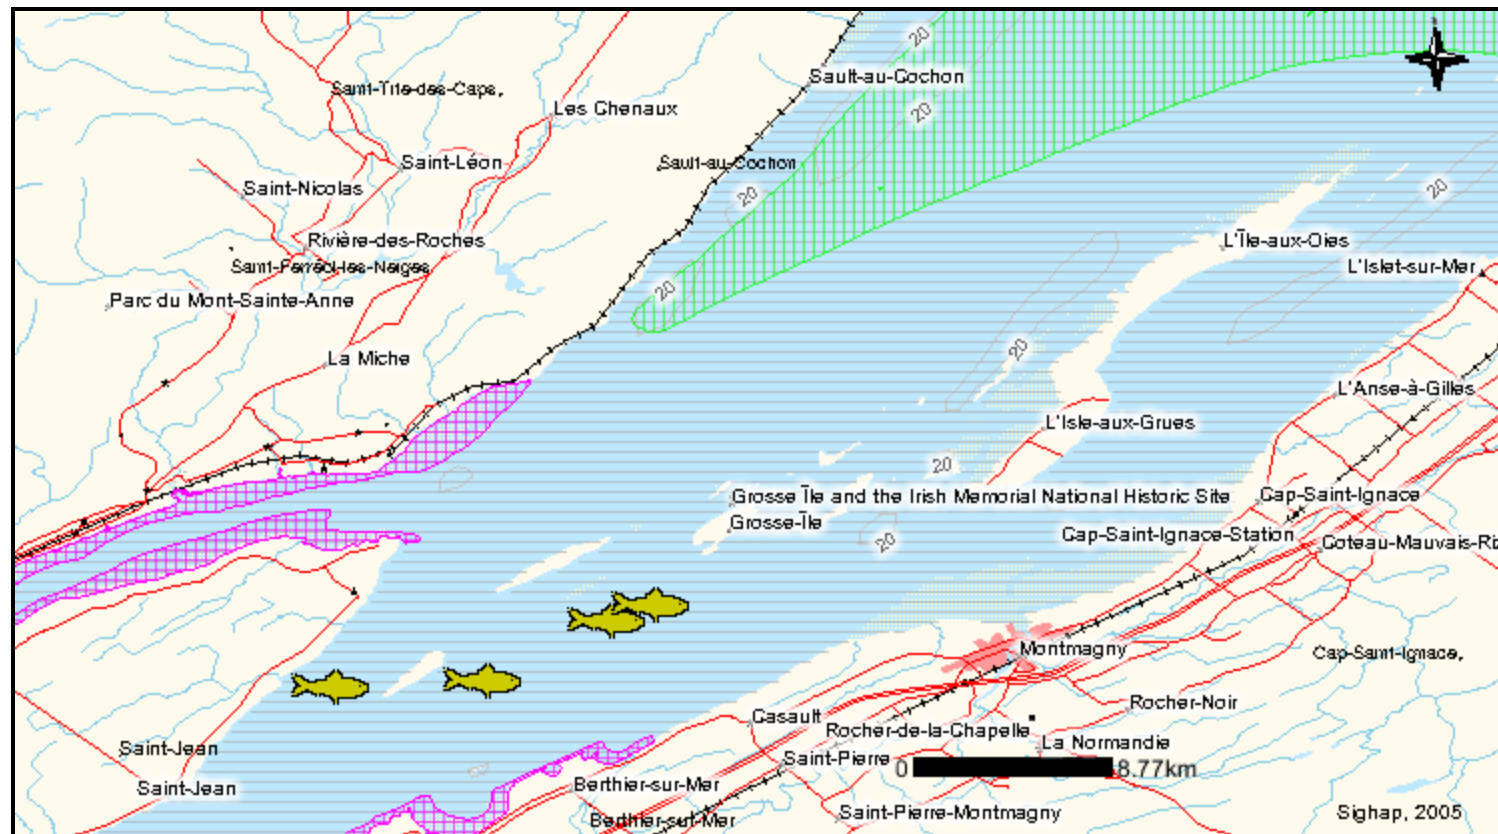 20
Sault-au-Cochon
Saint-Tite-des-Caps,
Les Chenaux
20
Saint-Léon
Sault-au-Cochon
Saint-Nicolas
20
20
Rivière-des-Roches
L'Île-aux-Oies
Saint-Ferréol-les-Neiges
L'Islet-sur-Mer
Parc du Mont-Sainte-Anne
20
La Miche
20
L'Anse-à-Gilles
L'Isle-aux-Grues
20
Grosse Île and the Irish Memorial National Historic Site
Cap-Saint-Ignace
Grosse-Île
20
Cap-Saint-Ignace-Station
Coteau-Mauvais-Riz
Montmagny
Cap-Saint-Ignace,
Rocher-Noir
Casault
Rocher-de-la-Chapelle
Saint-Jean
La Normandie
Saint-Pierre
0 8.77km
Saint-Jean
Berthier-sur-Mer
Saint-Pierre-Montmagny
Sighap, 2005
Berthier-sur-Mer